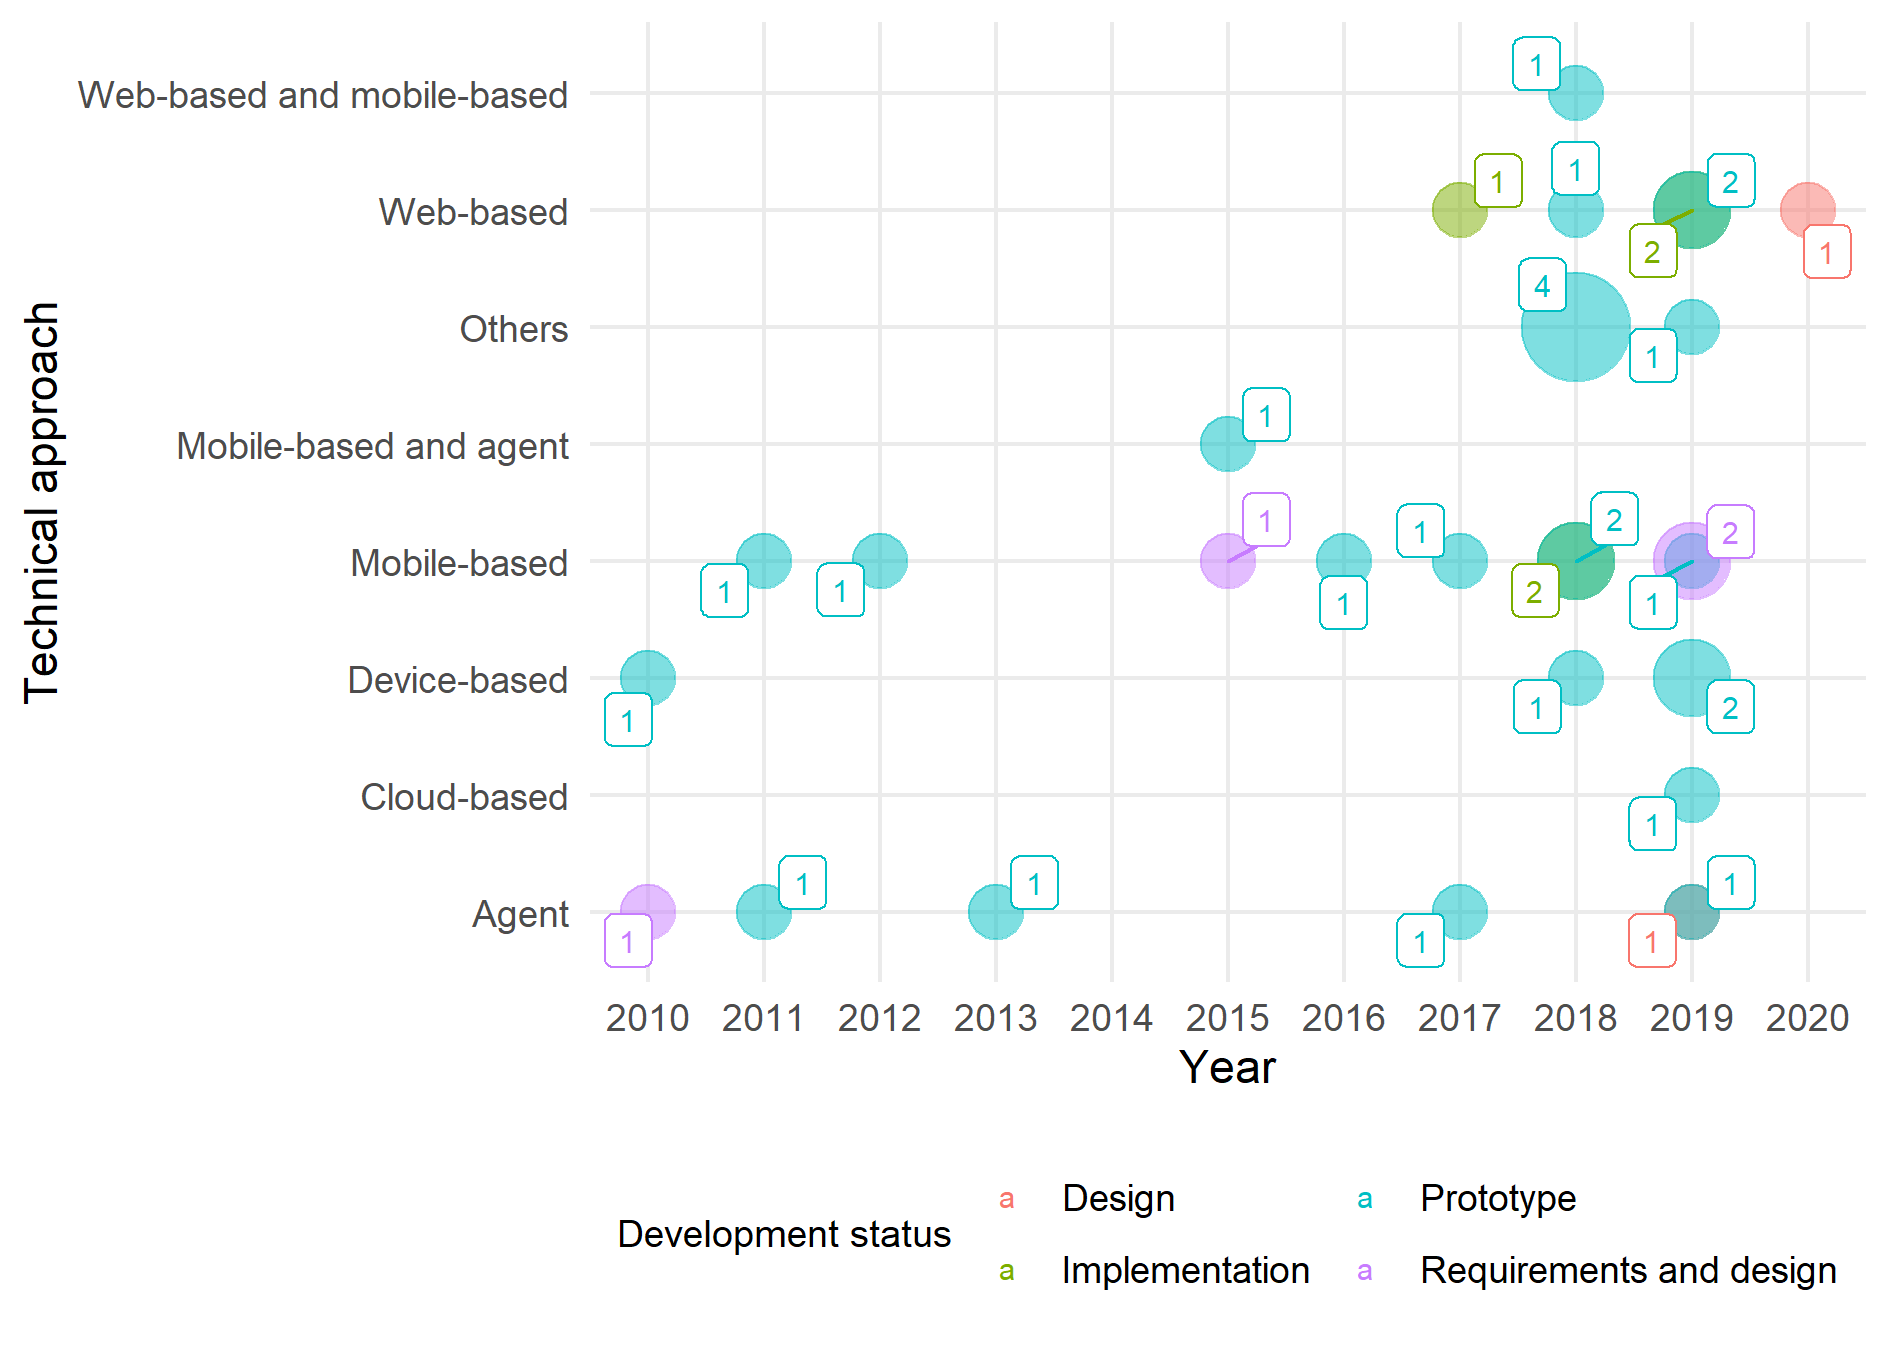 Technical approach
1
Web-based and mobile-based
1
1
2
Web-based
2
1
4
Others
1
1
Mobile-based and agent
1
1
2
2
Mobile-based
1
1
1
2
1
Device-based
1
1
2
Cloud-based
1
1
1
1
Agent
1
1
1
2010 2011 2012 2013 2014 2015 2016 2017 2018 2019 2020
Year
Development status
a Design
a Implementation
a Prototype
a Requirements and design